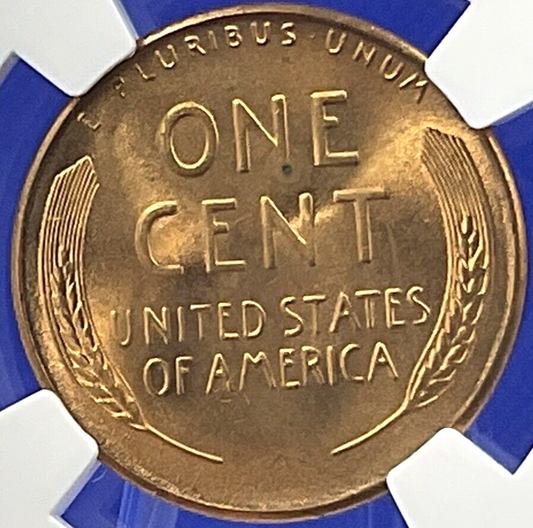 E PLURIBUS · UNUM
ONE
CENT
UNITED STATES
OF AMERICA